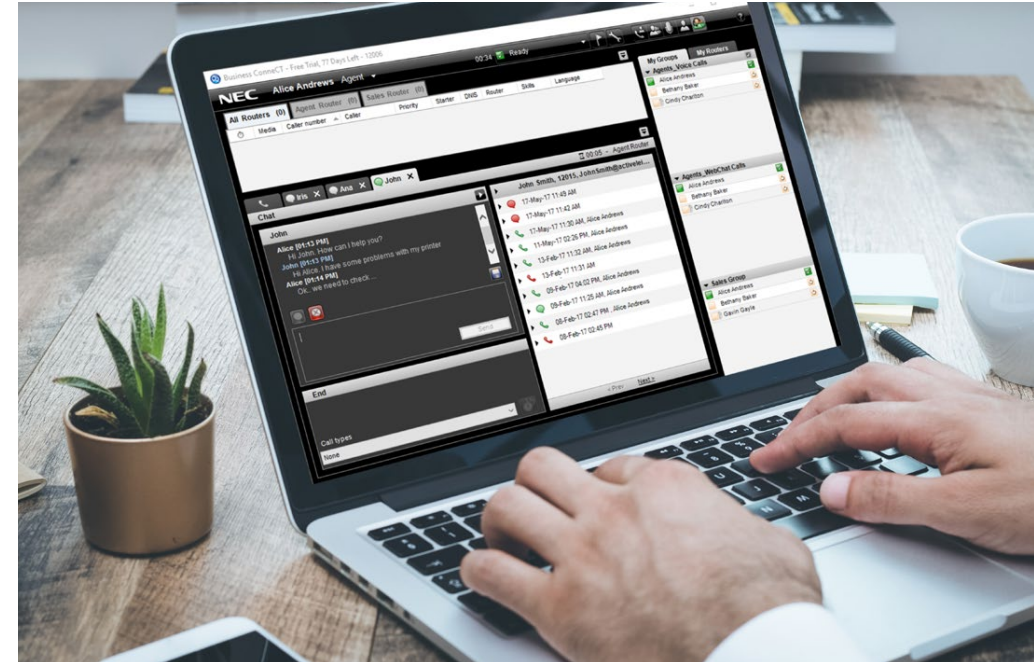 Business ConneCT - Free Trial, 77 Days Left - 12006
NEC Alice Andrews Agent 00:34 Ready
All Routers (0) Agent Router (0) Sales Router (0)
Media Caller number Caller Priority Starter DNIS Router Skills Language
Iris X Ana X John X
00:05 - Agent Router
Chat
John
Alice [01:13 PM]
Hi John. How can I help you?
John [01:13 PM]
Hi Alice, I have some problems with my printer
Alice [01:14 PM]
Ok.. we need to check ...
Send
End
Call types
None
John Smith, 12015, JohnSmith@activelei...
17-May-17 11:49 AM
17-May-17 11:42 AM
17-May-17 11:30 AM, Alice Andrews
11-May-17 02:26 PM, Alice Andrews
13-Feb-17 11:32 AM, Alice Andrews
13-Feb-17 11:31 AM
09-Feb-17 04:02 PM, Alice Andrews
09-Feb-17 11:25 AM, Alice Andrews
08-Feb-17 02:47 PM, Alice Andrews
08-Feb-17 02:45 PM
< Prev Next >
My Groups My Routers
Agents_Voice Calls
Alice Andrews
Bethany Baker
Cindy Charlton
Agents_WebChat Calls
Alice Andrews
Bethany Baker
Cindy Charlton
Sales Group
Alice Andrews
Bethany Baker
Gavin Gayle